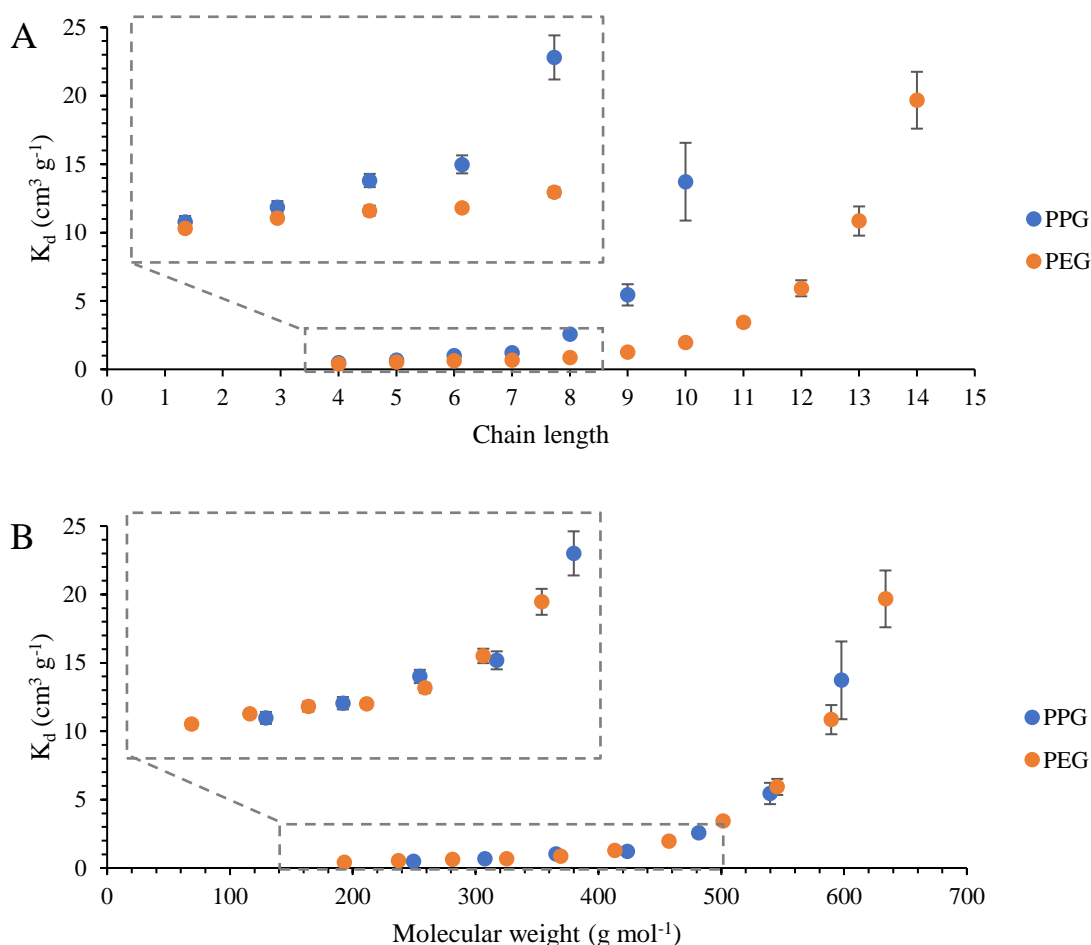 A
25
20
15
10
5
0
K_d (cm³ g⁻¹)
0 1 2 3 4 5 6 7 8 9 10 11 12 13 14 15
Chain length
PPG
PEG
B
25
20
15
10
5
0
K_d (cm³ g⁻¹)
0 100 200 300 400 500 600 700
Molecular weight (g mol⁻¹)
PPG
PEG